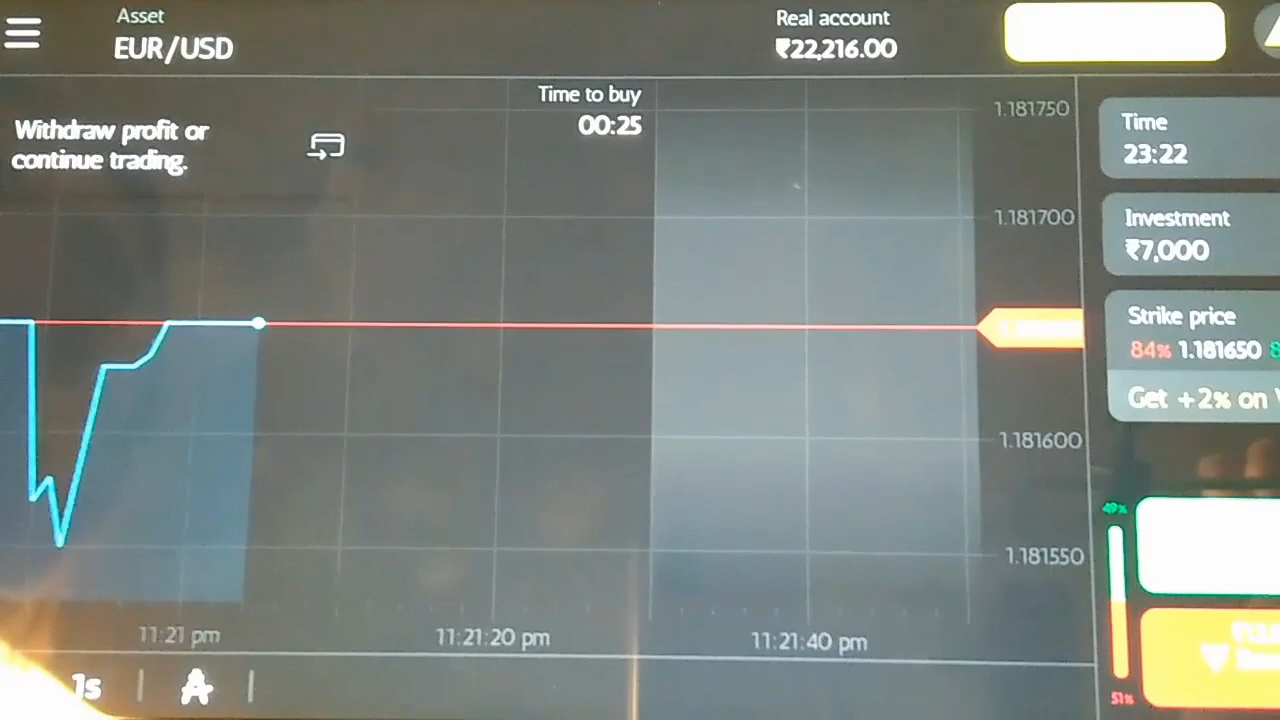 Asset
EUR/USD
Real account
₹22,216.00
Time to buy
00:25
Withdraw profit or
continue trading.
1.181750
1.181700
1.181600
1.181550
Time
23:22
Investment
₹7,000
Strike price
84% 1.181650 8
Get +2% on
49%
51%
11:21 pm
11:21:20 pm
11:21:40 pm
1s